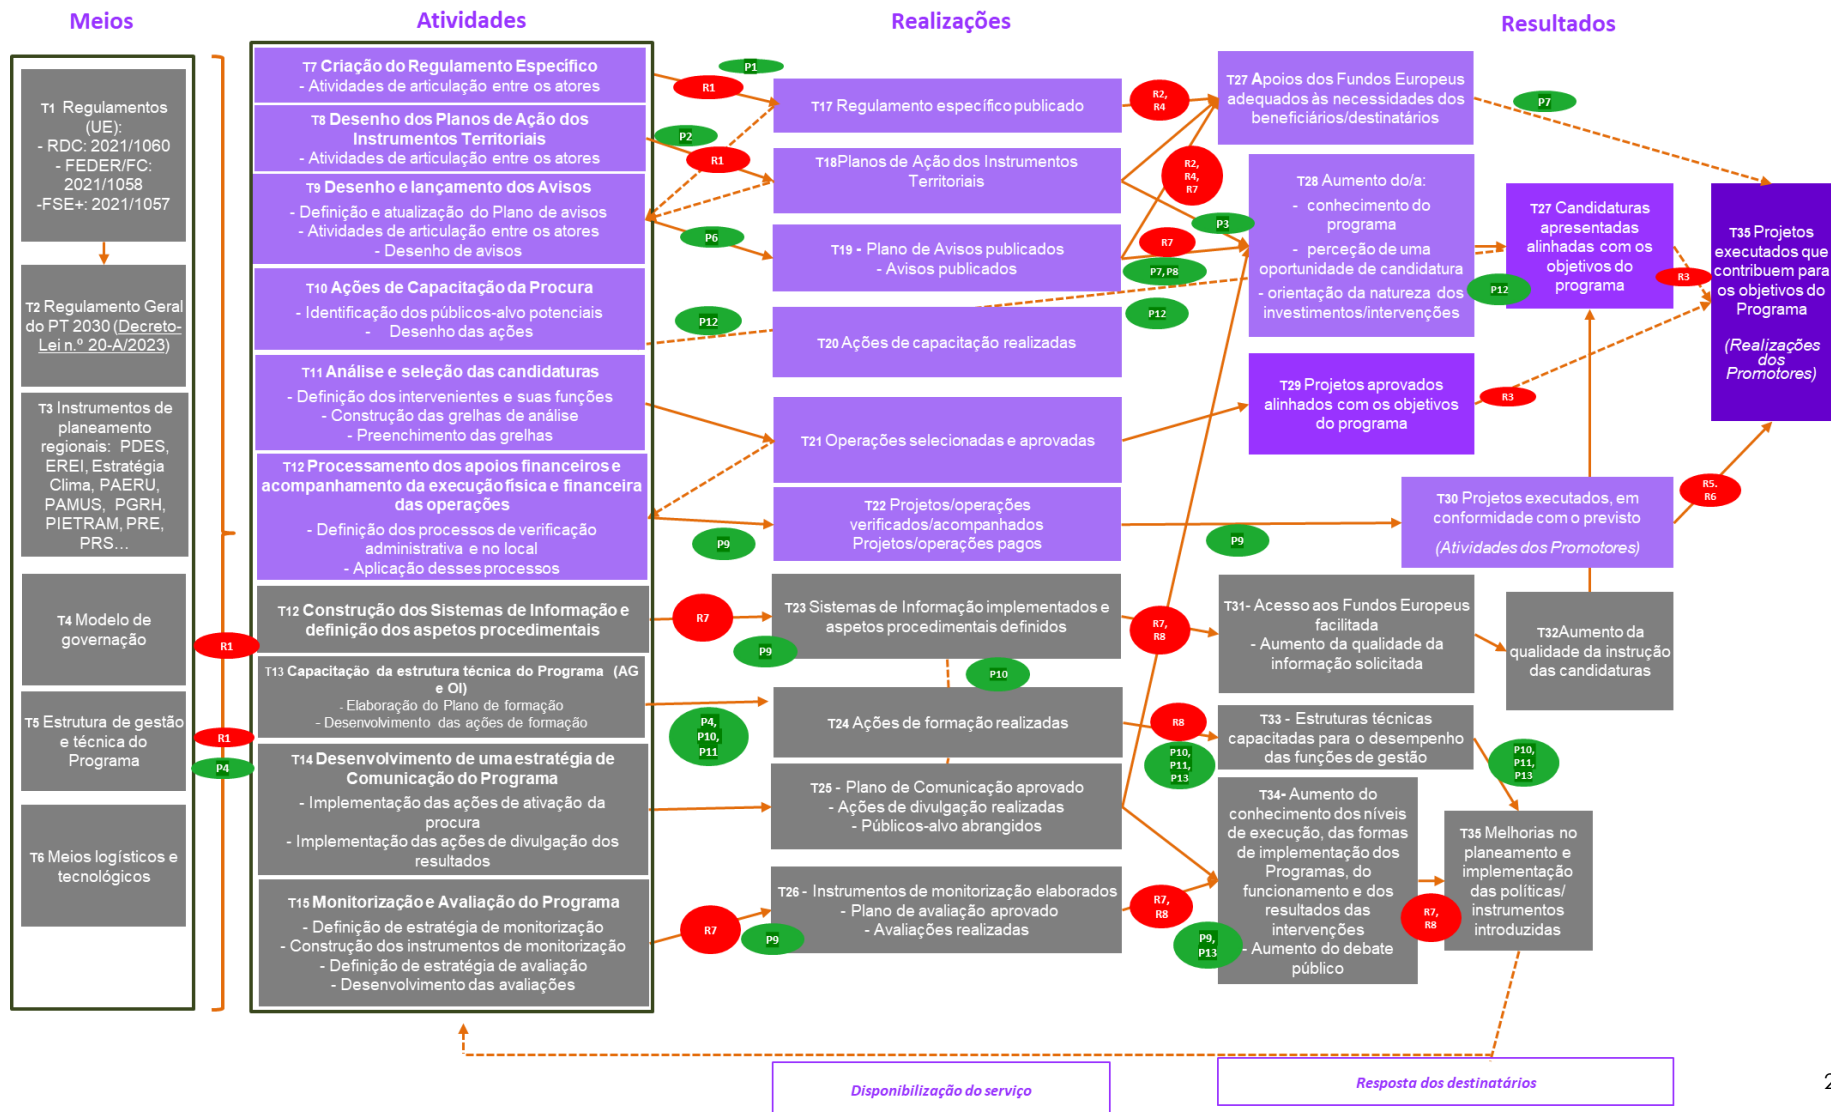 Meios
Atividades
Realizações
Resultados
T1 Regulamentos
(UE):
- RDC: 2021/1060
- FEDER/FC:
2021/1058
-FSE+: 2021/1057
T2 Regulamento Geral
do PT 2030 (Decreto-
Lei n.º 20-A/2023)
T3 Instrumentos de
planeamento
regionais: PDES,
EREI, Estratégia
Clima, PAERU,
PAMUS, PGRH,
PIETRAM, PRE,
PRS...
T4 Modelo de
governação
T5 Estrutura de gestão
e técnica do
Programa
T6 Meios logísticos e
tecnológicos
R1
R1
P4
T7 Criação do Regulamento Específico
- Atividades de articulação entre os atores
T8 Desenho dos Planos de Ação dos
Instrumentos Territoriais
- Atividades de articulação entre os atores
T9 Desenho e lançamento dos Avisos
- Definição e atualização do Plano de avisos
- Atividades de articulação entre os atores
- Desenho de avisos
T10 Ações de Capacitação da Procura
- Identificação dos públicos-alvo potenciais
- Desenho das ações
T11 Análise e seleção das candidaturas
- Definição dos intervenientes e suas funções
- Construção das grelhas de análise
- Preenchimento das grelhas
T12 Processamento dos apoios financeiros e
acompanhamento da execução física e financeira
das operações
- Definição dos processos de verificação
administrativa e no local
- Aplicação desses processos
T12 Construção dos Sistemas de Informação e
definição dos aspetos procedimentais
T13 Capacitação da estrutura técnica do Programa (AG
e OI)
- Elaboração do Plano de formação
- Desenvolvimento das ações de formação
T14 Desenvolvimento de uma estratégia de
Comunicação do Programa
- Implementação das ações de ativação da
procura
- Implementação das ações de divulgação dos
resultados
T15 Monitorização e Avaliação do Programa
- Definição de estratégia de monitorização
- Construção dos instrumentos de monitorização
- Definição de estratégia de avaliação
- Desenvolvimento das avaliações
P1
R1
P2
R1
P6
P12
P9
R7
P9
P4,
P10,
P11
R7
P9
T17 Regulamento específico publicado
T18Planos de Ação dos Instrumentos
Territoriais
T19 - Plano de Avisos publicados
- Avisos publicados
T20 Ações de capacitação realizadas
T21 Operações selecionadas e aprovadas
T22 Projetos/operações
verificados/acompanhados
Projetos/operações pagos
T23 Sistemas de Informação implementados e
aspetos procedimentais definidos
P10
T24 Ações de formação realizadas
T25 - Plano de Comunicação aprovado
- Ações de divulgação realizadas
- Públicos-alvo abrangidos
T26 - Instrumentos de monitorização elaborados
- Plano de avaliação aprovado
- Avaliações realizadas
R2,
R4
R2,
R4,
R7
P3
R7
P7, P8
P12
P9
R7,
R8
R8
P10,
P11,
P13
R7,
R8
P9,
P13
T27 Apoios dos Fundos Europeus
adequados às necessidades dos
beneficiários/destinatários
T28 Aumento do/a:
- conhecimento do
programa
- perceção de uma
oportunidade de candidatura
- orientação da natureza dos
investimentos/intervenções
T29 Projetos aprovados
alinhados com os objetivos
do programa
T30 Projetos executados, em
conformidade com o previsto
(Atividades dos Promotores)
T31- Acesso aos Fundos Europeus
facilitada
- Aumento da qualidade da
informação solicitada
T33 - Estruturas técnicas
capacitadas para o desempenho
das funções de gestão
T34- Aumento do
conhecimento dos níveis
de execução, das formas
de implementação dos
Programas, do
funcionamento e dos
resultados das
intervenções
- Aumento do debate
público
P7
P12
T27 Candidaturas
apresentadas
alinhadas com os
objetivos do
programa
R3
R3
R5.
R6
T32Aumento da
qualidade da instrução
das candidaturas
P10,
P11,
P13
R7,
R8
T35 Melhorias no
planeamento e
implementação
das políticas/
instrumentos
introduzidas
T35 Projetos
executados que
contribuem para
os objetivos do
Programa
(Realizações
dos
Promotores)
Disponibilização do serviço
Resposta dos destinatários